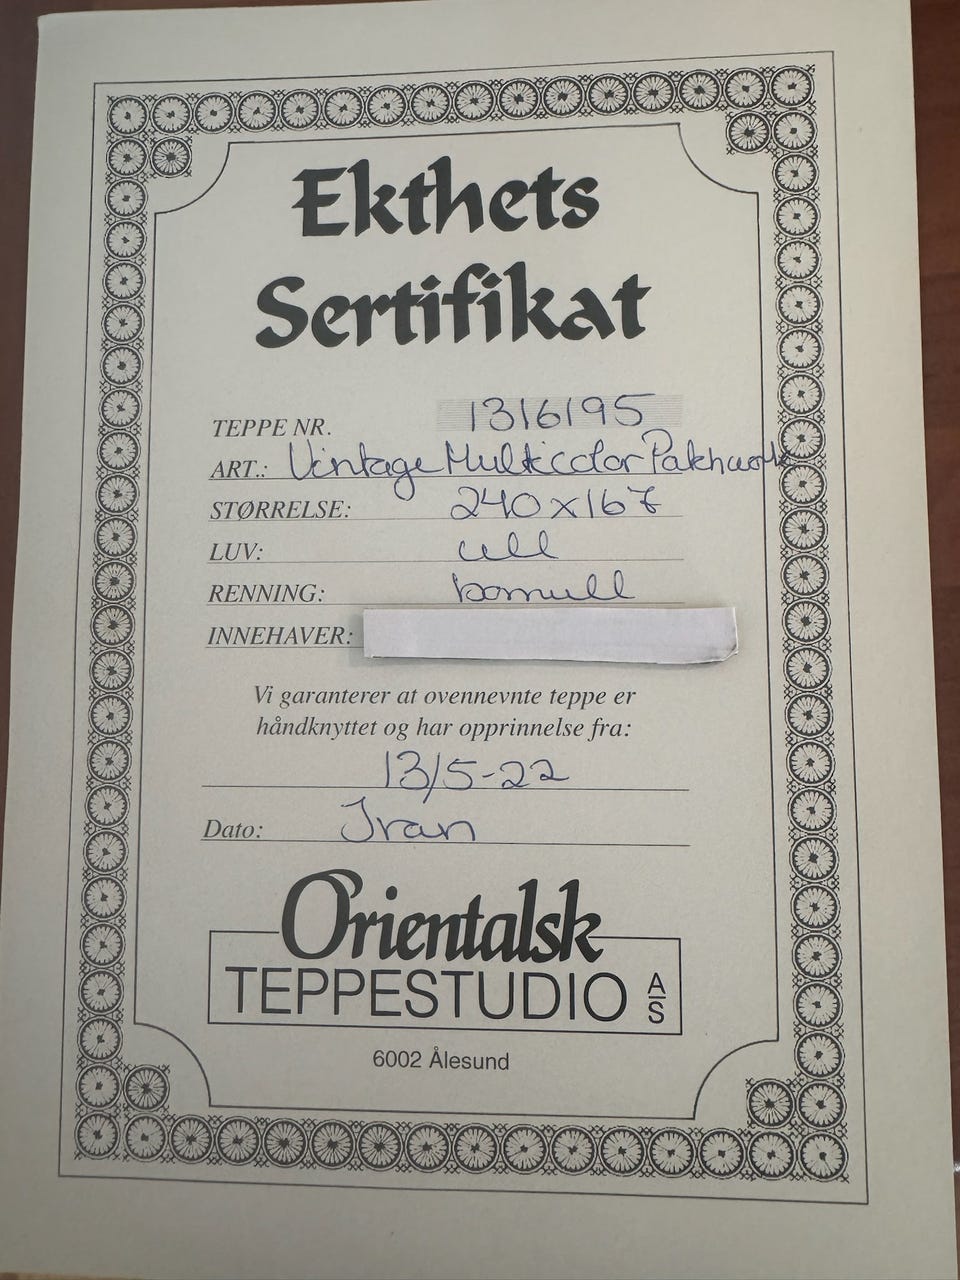 Ekthets
Sertifikat
TEPPE NR. 1316195
ART.: Vintage Multicolor Patchwork
STØRRELSE: 240 x 167
LUV: ull
RENNING: bomull
INNEHAVER:
Vi garanterer at ovennevnte teppe er
håndknyttet og har opprinnelse fra:
13/5-22
Dato: Iran
Orientalsk
TEPPESTUDIO A/S
6002 Ålesund